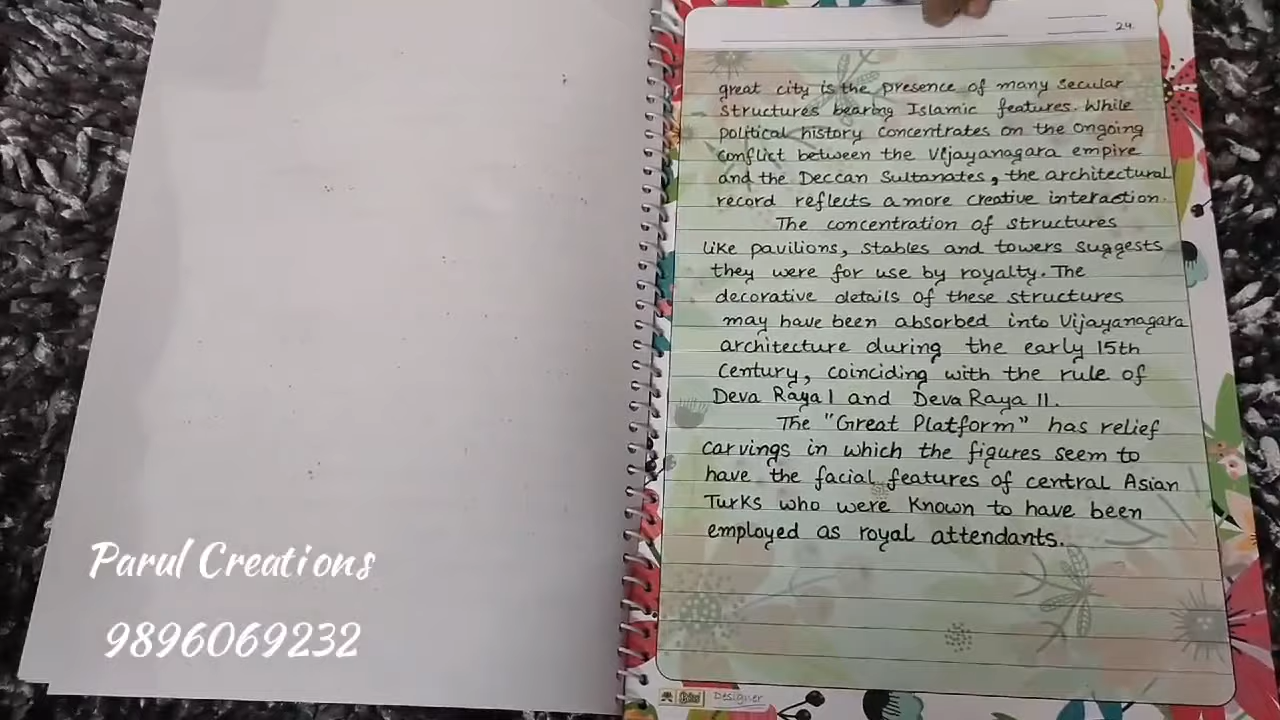 Parul Creations
9896069232
24.
great city is the presence of many secular
structures bearing Islamic features. While
political history concentrates on the ongoing
conflict between the Vijayanagara empire
and the Deccan Sultanates, the architectural
record reflects a more creative interaction.
The concentration of structures
like pavilions, stables and towers suggests
they were for use by royalty. The
decorative details of these structures
may have been absorbed into Vijayanagara
architecture during the early 15th
Century, coinciding with the rule of
Deva Raya I and Deva Raya II.
The "Great Platform" has relief
carvings in which the figures seem to
have the facial features of central Asian
Turks who were known to have been
employed as royal attendants.
Designer